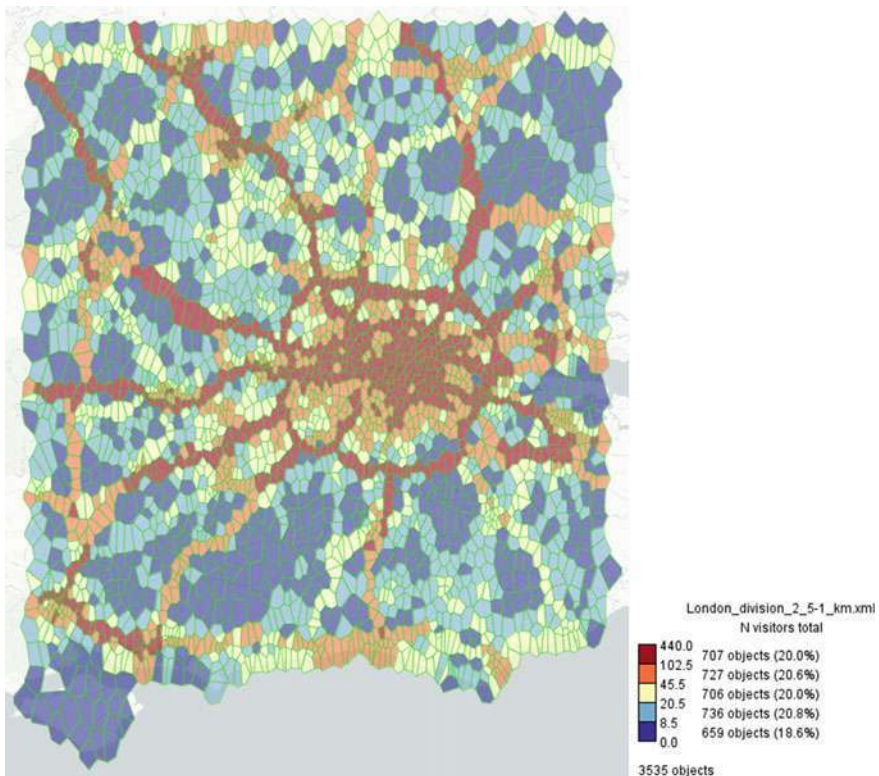 London_division_2_5-1_km.xml
N visitors total
440.0
707 objects (20.0%)
102.5
727 objects (20.6%)
45.5
706 objects (20.0%)
20.5
736 objects (20.8%)
8.5
659 objects (18.6%)
0.0
3535 objects